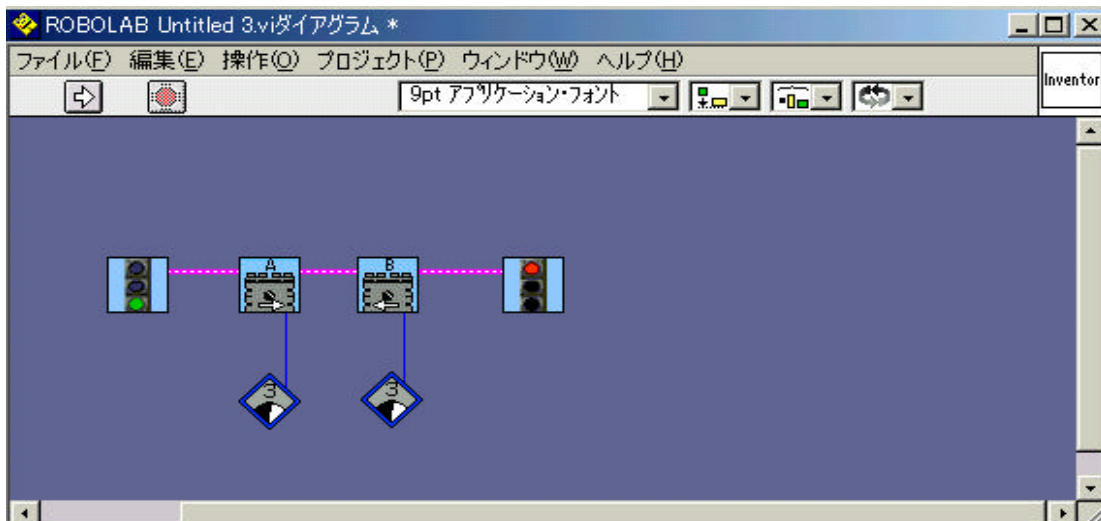 ROBOLAB Untitled 3.viダイアグラム *
ファイル(F) 編集(E) 操作(O) プロジェクト(P) ウィンドウ(W) ヘルプ(H)
9pt アプリケーション・フォント
Inventor
A B
3 3